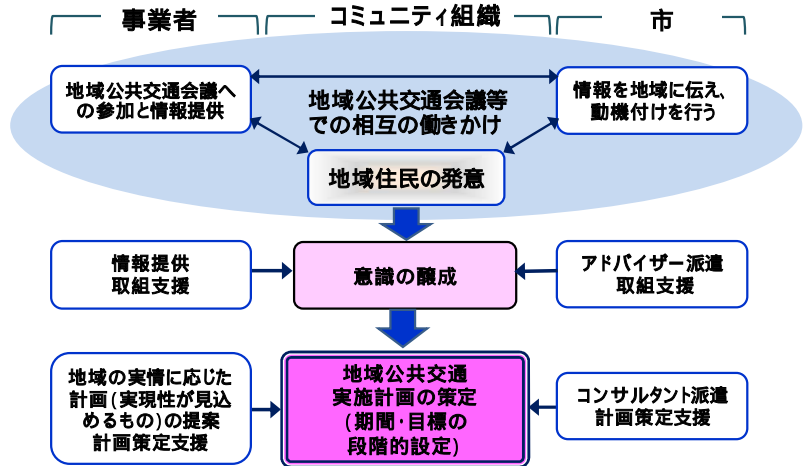 事業者
コミュニティ組織
市
地域公共交通会議へ
の参加と情報提供
地域公共交通会議等
での相互の働きかけ
情報を地域に伝え、
動機付けを行う
地域住民の発意
情報提供
取組支援
意識の醸成
アドバイザー派遣
取組支援
地域の実情に応じた
計画(実現性が見込
めるもの)の提案
計画策定支援
地域公共交通
実施計画の策定
(期間・目標の
段階的設定)
コンサルタント派遣
計画策定支援